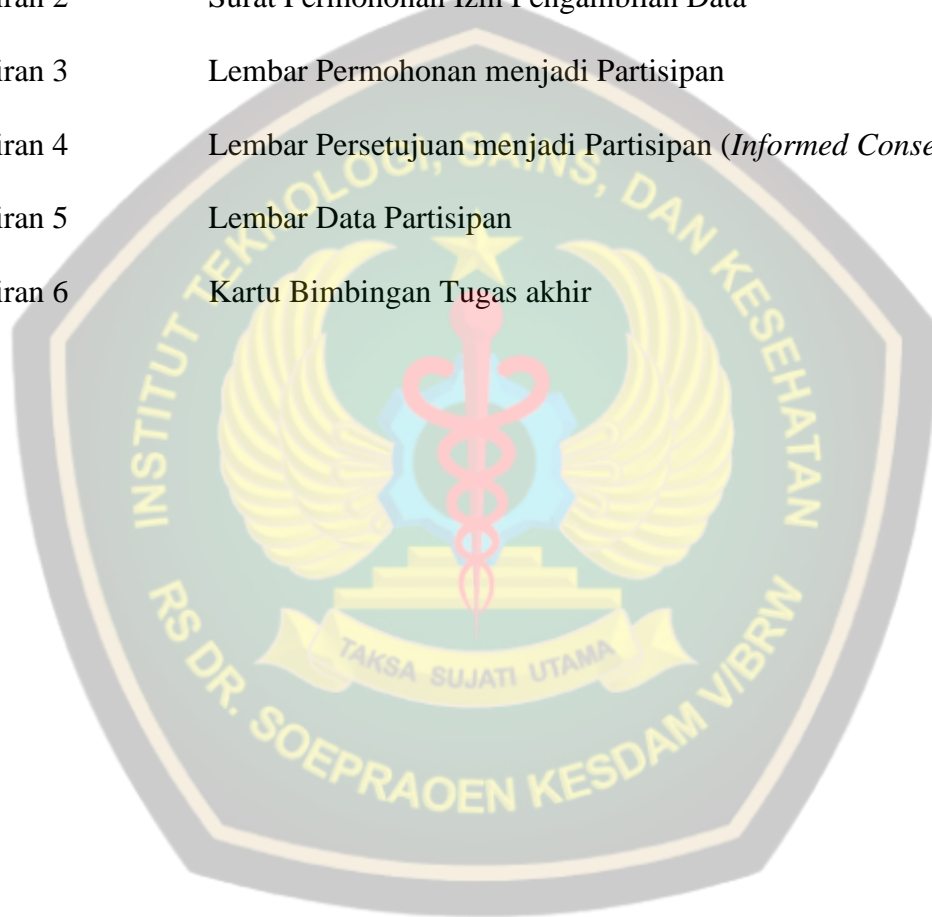 iran 2 Surat Permohonan Izin Pengambilan Data
iran 3 Lembar Permohonan menjadi Partisipan
iran 4 Lembar Persetujuan menjadi Partisipan (Informed Conse
iran 5 Lembar Data Partisipan
iran 6 Kartu Bimbingan Tugas akhir
INSTITUT TEKNOLOGI, SAINS, DAN KESEHATAN
TAKSA SUJATI UTAMA
RS DR. SOEPRAOEN KESDAM V/BRW